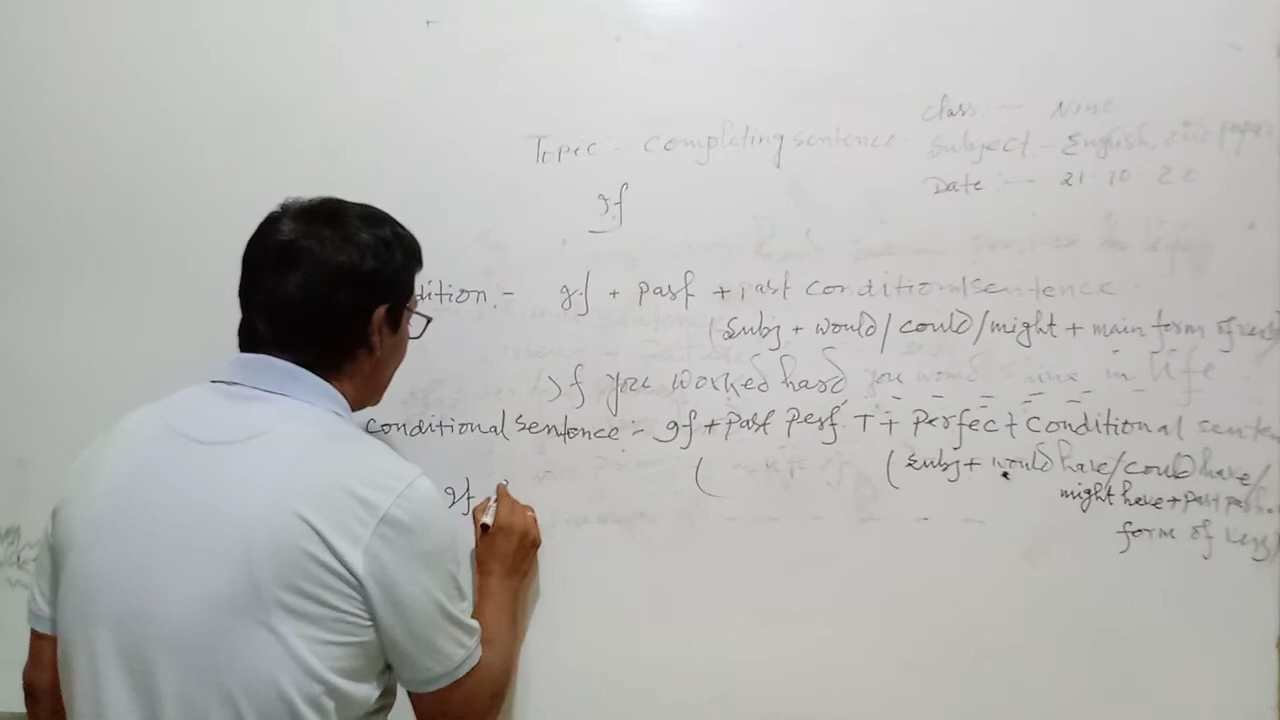 class :- Nine
Topic - completing sentence. Subject - English, 2nd paper
Date :- 21.10.22
If
dition :- If + past + past conditional sentence
(subj + would/could/might + main form of verb)
If you worked hard, you would shine in life
conditional sentence :- If + past perf. T + perfect conditional senten
(subj + would have/could have/
might have + past
form of verb)
If